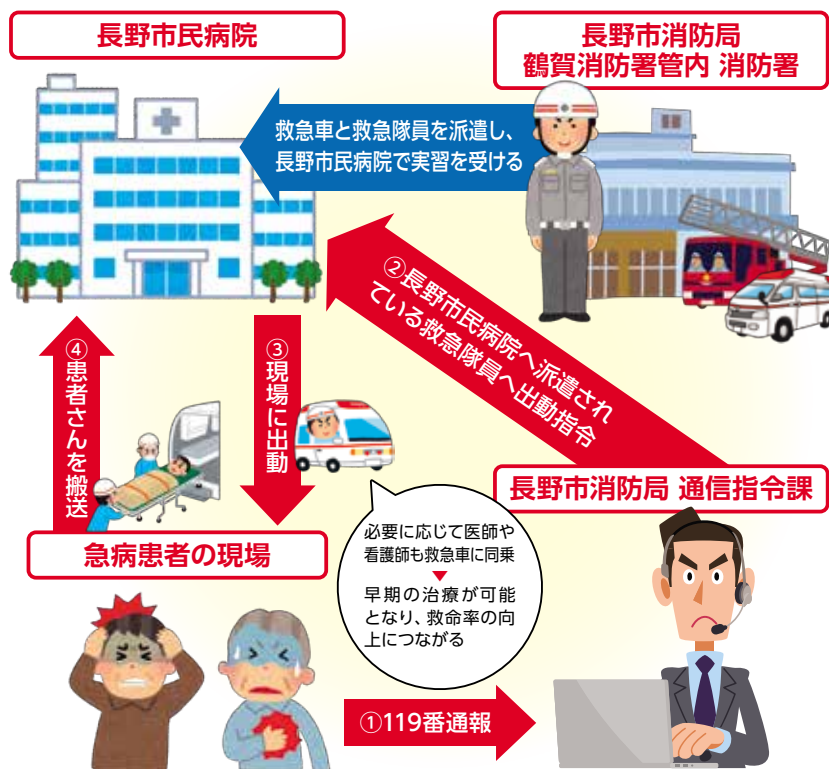 長野市民病院
長野市消防局
鶴賀消防署管内 消防署
救急車と救急隊員を派遣し、
長野市民病院で実習を受ける
②長野市民病院へ派遣され
ている救急隊員へ出動指令
④患者さんを搬送
③現場に出動
長野市消防局 通信指令課
急病患者の現場
必要に応じて医師や
看護師も救急車に同乗
早期の治療が可能
となり、救命率の向
上につながる
①119番通報